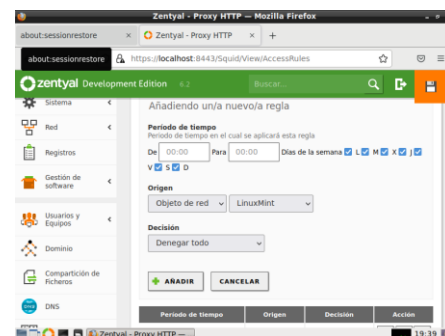 Zentyal - Proxy HTTP — Mozilla Firefox
about:sessionrestore
Zentyal - Proxy HTTP
about:sessionrestore
https://localhost:8443/Squid/View/AccessRules
zentyal Development Edition 6.2
Buscar...
Sistema
Red
Registros
Gestión de software
Usuarios y Equipos
Dominio
Compartición de Ficheros
DNS
Añadiendo un/a nuevo/a regla
Período de tiempo
Período de tiempo en el cual se aplicará esta regla
De 00:00 Para 00:00 Días de la semana L M X J
V S D
Origen
Objeto de red LinuxMint
Decisión
Denegar todo
AÑADIR CANCELAR
Período de tiempo Origen Decisión Acción
Zentyal - Proxy HTTP —...
19:39